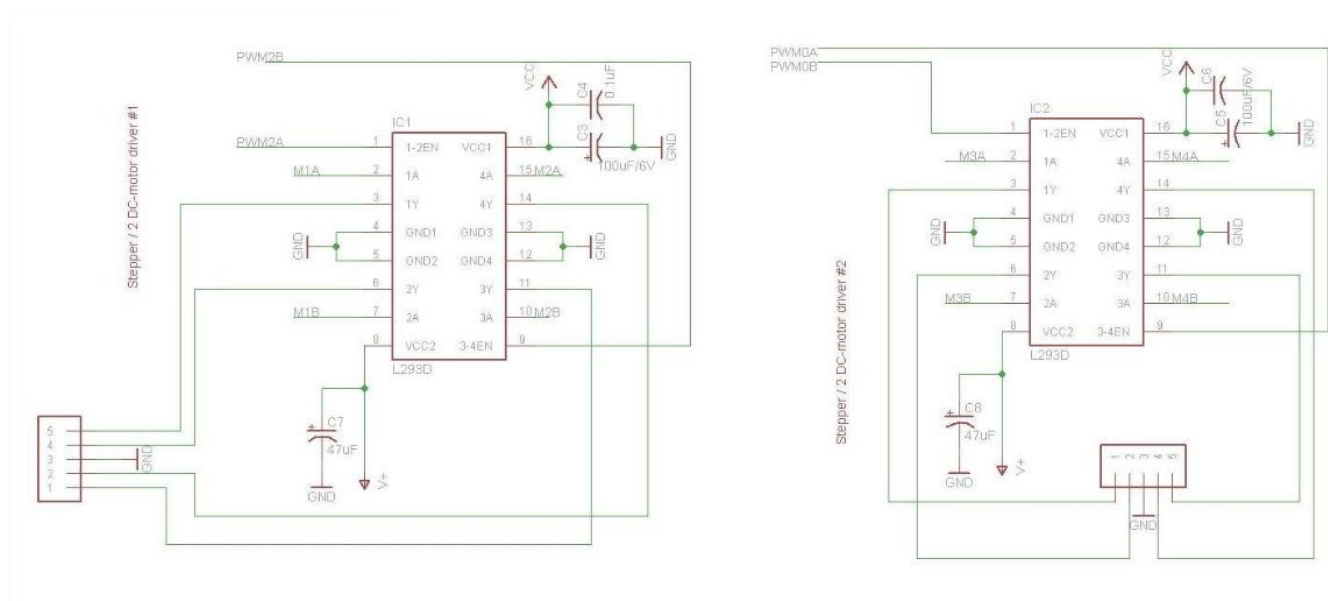 Stepper / 2 DC-motor driver #1
PWM2B
PWM2A
M1A
M1B
IC1
1 1-2EN VCC1 16
2 1A 4A 15 M2A
3 1Y 4Y 14
4 GND1 GND3 13
5 GND2 GND4 12
6 2Y 3Y 11
7 2A 3A 10 M2B
8 VCC2 3-4EN 9
L293D
VCC
C4
0.1uF
C3
100uF/6V
GND
GND
GND
C7
47uF
GND
V+
5
4
3
2
1
GND
Stepper / 2 DC-motor driver #2
PWM0A
PWM0B
M3A
M3B
IC2
1 1-2EN VCC1 16
2 1A 4A 15 M4A
3 1Y 4Y 14
4 GND1 GND3 13
5 GND2 GND4 12
6 2Y 3Y 11
7 2A 3A 10 M4B
8 VCC2 3-4EN 9
L293D
VCC
C6
C5
100uF/6V
GND
GND
GND
C8
47uF
GND
V+
1 2 3 4 5
GND